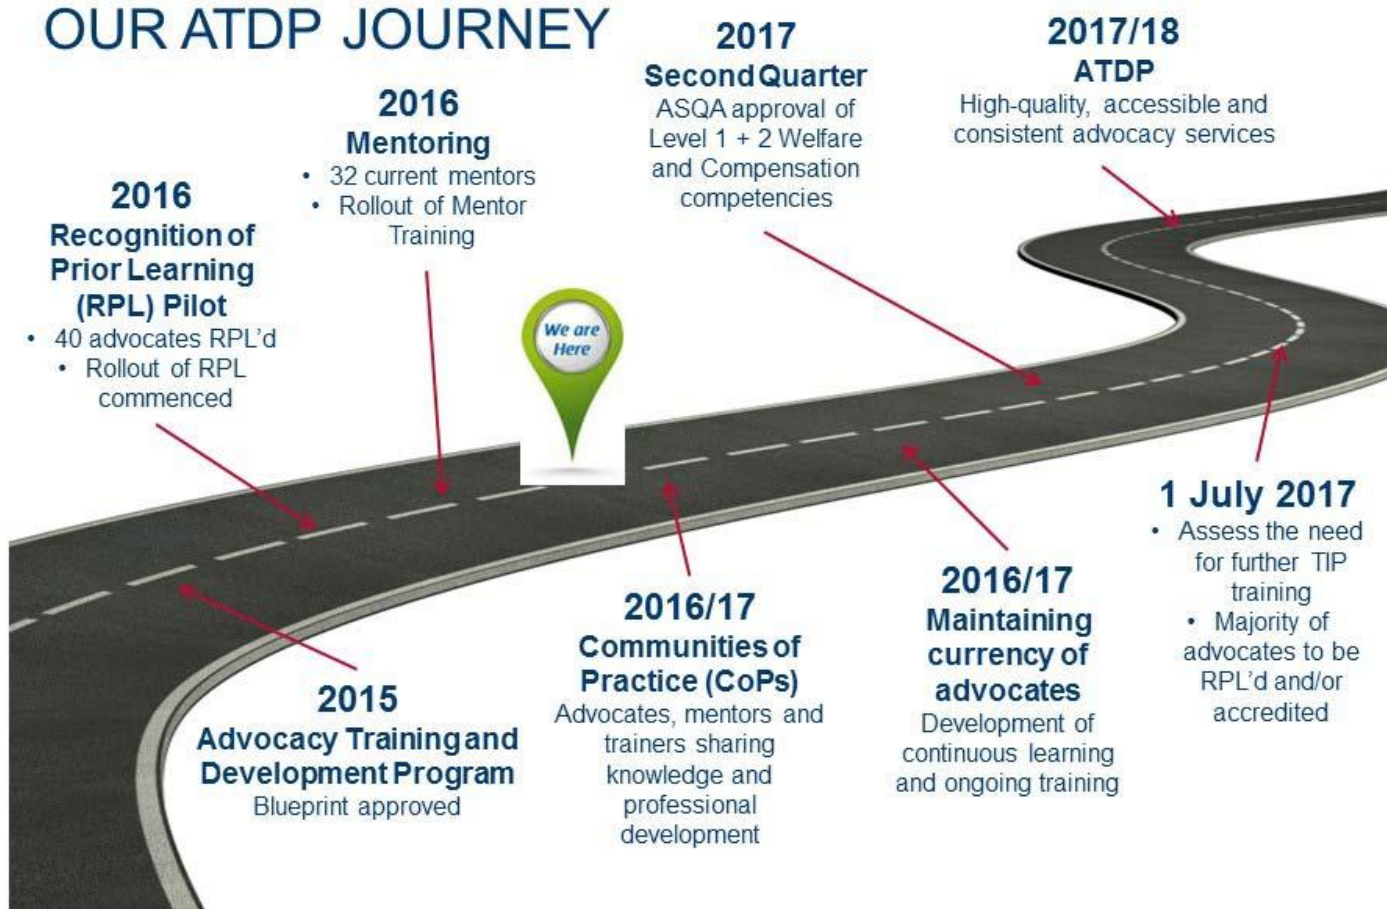 OUR ATDP JOURNEY
2016
Recognition of
Prior Learning
(RPL) Pilot
• 40 advocates RPL'd
• Rollout of RPL
commenced
2016
Mentoring
• 32 current mentors
• Rollout of Mentor
Training
We are
Here
2017
Second Quarter
ASQA approval of
Level 1 + 2 Welfare
and Compensation
competencies
2017/18
ATDP
High-quality, accessible and
consistent advocacy services
2015
Advocacy Training and
Development Program
Blueprint approved
2016/17
Communities of
Practice (CoPs)
Advocates, mentors and
trainers sharing
knowledge and
professional
development
2016/17
Maintaining
currency of
advocates
Development of
continuous learning
and ongoing training
1 July 2017
• Assess the need
for further TIP
training
• Majority of
advocates to be
RPL'd and/or
accredited